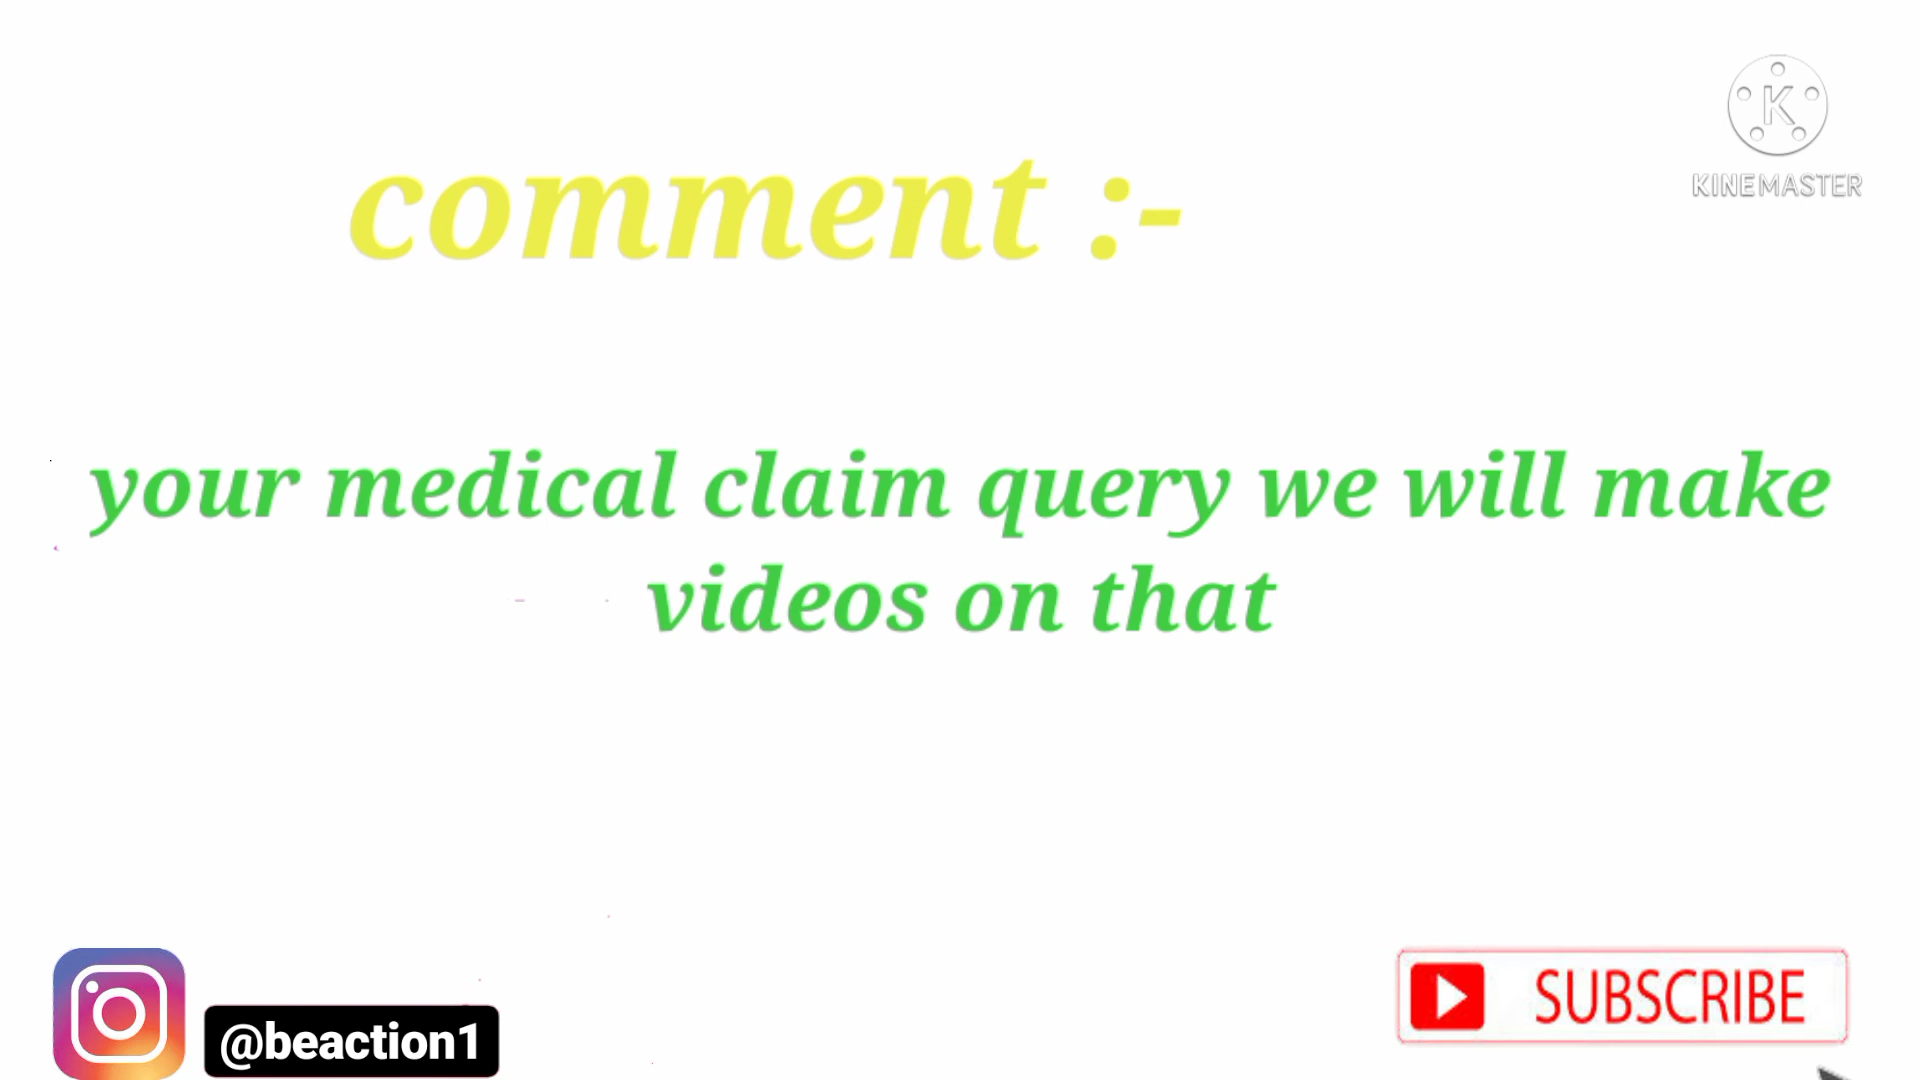 K
KINEMASTER
comment :-
your medical claim query we will make
videos on that
@beaction1
SUBSCRIBE